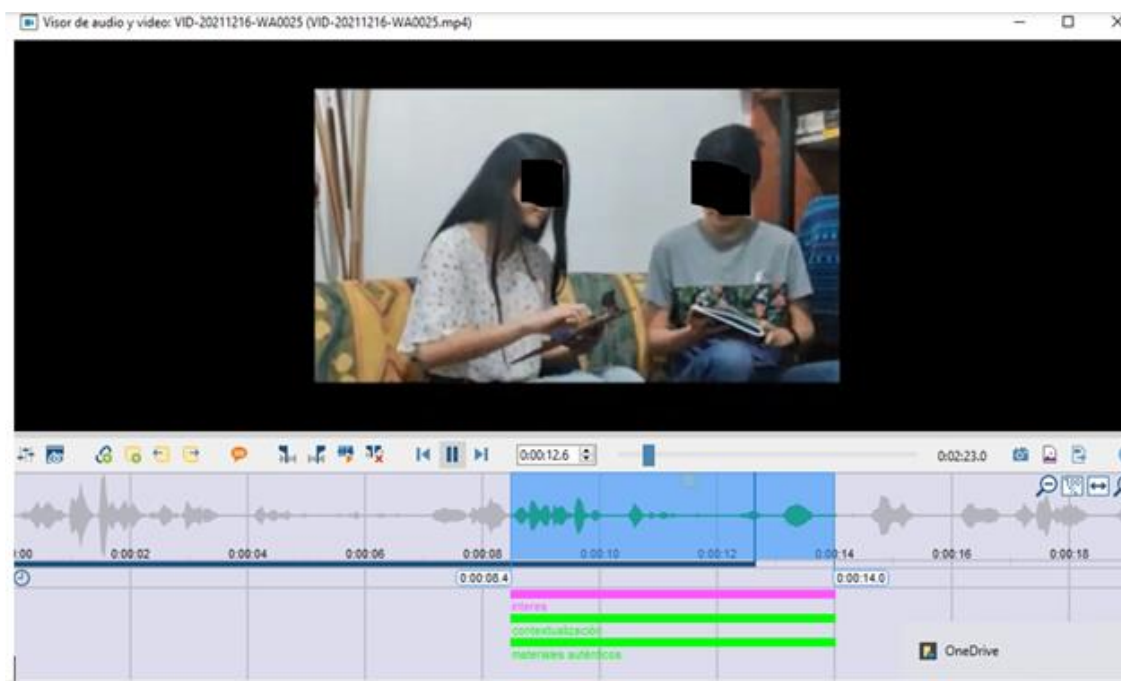 Visor de audio y video: VID-20211216-WA0025 (VID-20211216-WA0025.mp4)
0:00:12.6
0:02:23.0
0:00:02
0:00:04
0:00:06
0:00:08
0:00:10
0:00:12
0:00:14
0:00:16
0:00:18
0:00:08.4
0:00:14.0
interes
contextualización
materiales auténticos
OneDrive